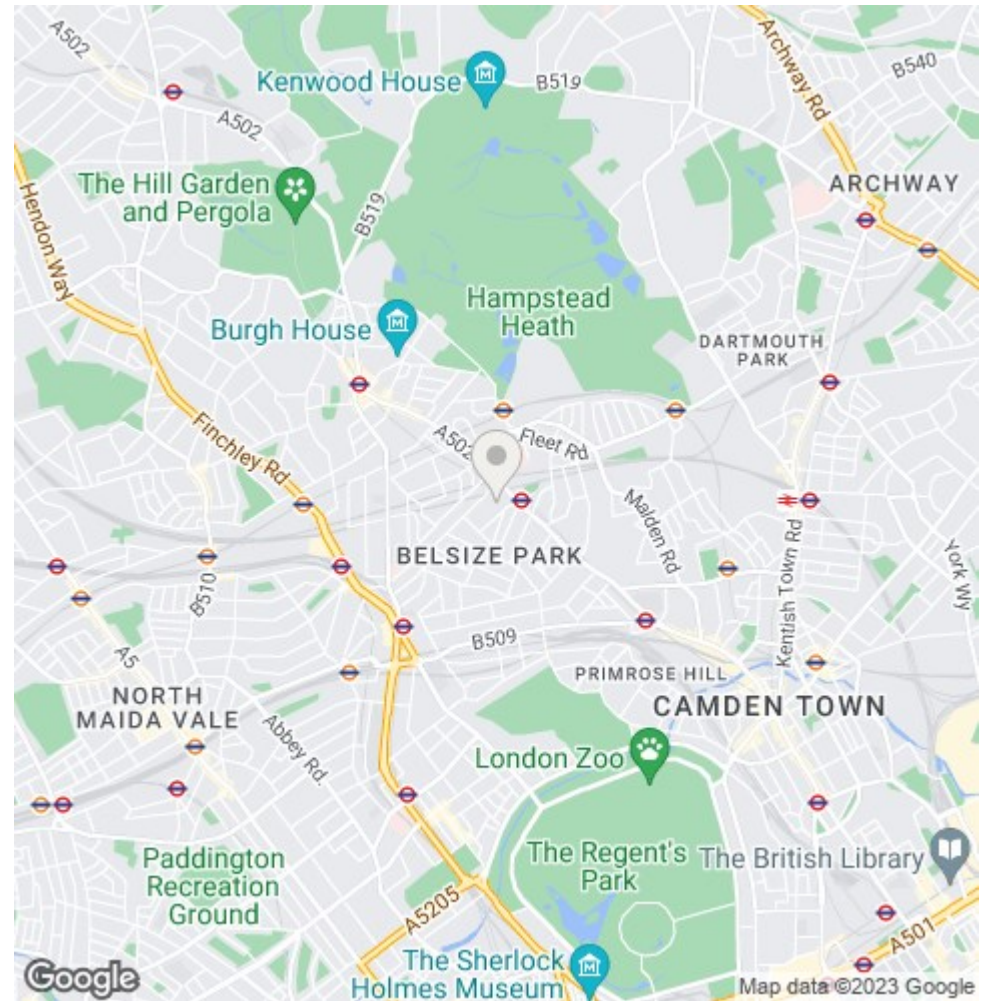 A502
Kenwood House
B519
Archway Rd
B540
A502
The Hill Garden
and Pergola
B519
ARCHWAY
Hendon Way
Hampstead
Heath
Burgh House
DARTMOUTH
PARK
A502
Fleet Rd
Finchley Rd
Malden Rd
BELSIZE PARK
Kentish Town Rd
York Wy
B510
B509
A5
PRIMROSE HILL
NORTH
MAIDA VALE
CAMDEN TOWN
Abbey Rd.
London Zoo
Paddington
Recreation
Ground
The Regent's
Park
The British Library
A5205
A501
The Sherlock
Holmes Museum
Google
Map data ©2023 Google